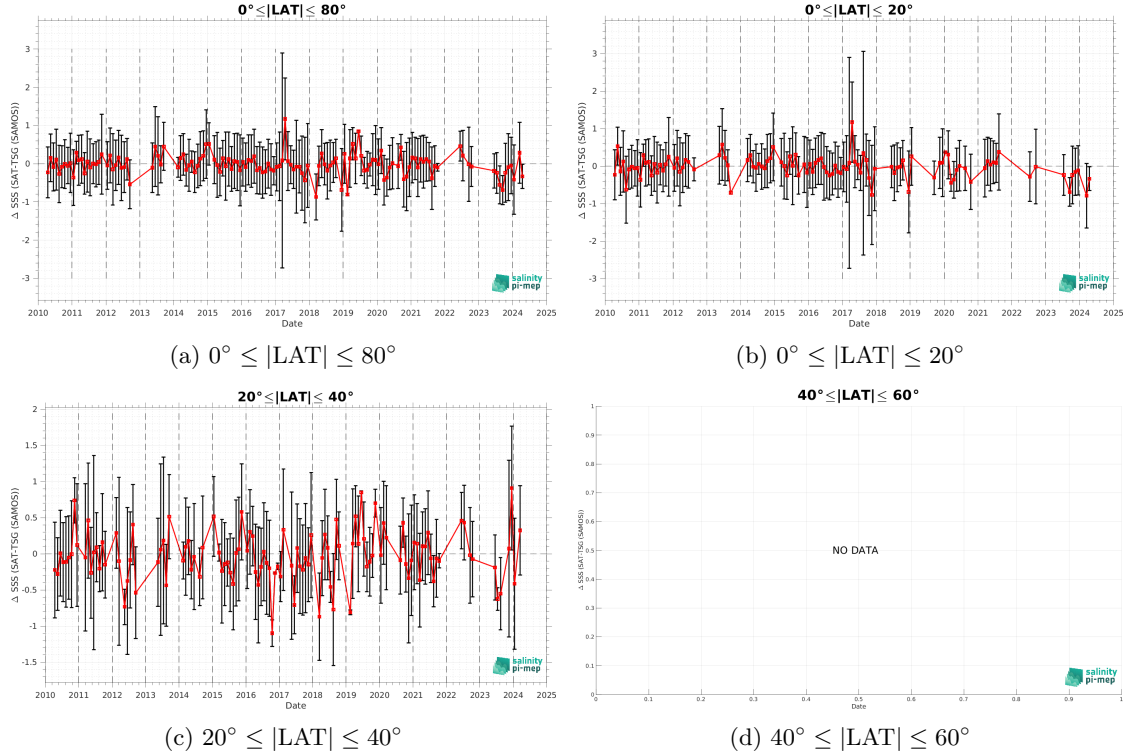 0°≤|LAT|≤ 80°
Δ SSS (SAT-TSG (SAMOS))
3
2
1
0
-1
-2
-3
2010 2011 2012 2013 2014 2015 2016 2017 2018 2019 2020 2021 2022 2023 2024 2025
Date
salinity
pi-mep
(a) 0° ≤ |LAT| ≤ 80°
0°≤|LAT|≤ 20°
Δ SSS (SAT-TSG (SAMOS))
3
2
1
0
-1
-2
-3
2010 2011 2012 2013 2014 2015 2016 2017 2018 2019 2020 2021 2022 2023 2024 2025
Date
salinity
pi-mep
(b) 0° ≤ |LAT| ≤ 20°
20°≤|LAT|≤ 40°
Δ SSS (SAT-TSG (SAMOS))
2
1.5
1
0.5
0
-0.5
-1
-1.5
2010 2011 2012 2013 2014 2015 2016 2017 2018 2019 2020 2021 2022 2023 2024 2025
Date
salinity
pi-mep
(c) 20° ≤ |LAT| ≤ 40°
40°≤|LAT|≤ 60°
Δ SSS (SAT-TSG (SAMOS))
1
0.9
0.8
0.7
0.6
0.5
0.4
0.3
0.2
0.1
0
NO DATA
0 0.1 0.2 0.3 0.4 0.5 0.6 0.7 0.8 0.9 1
Date
salinity
pi-mep
(d) 40° ≤ |LAT| ≤ 60°